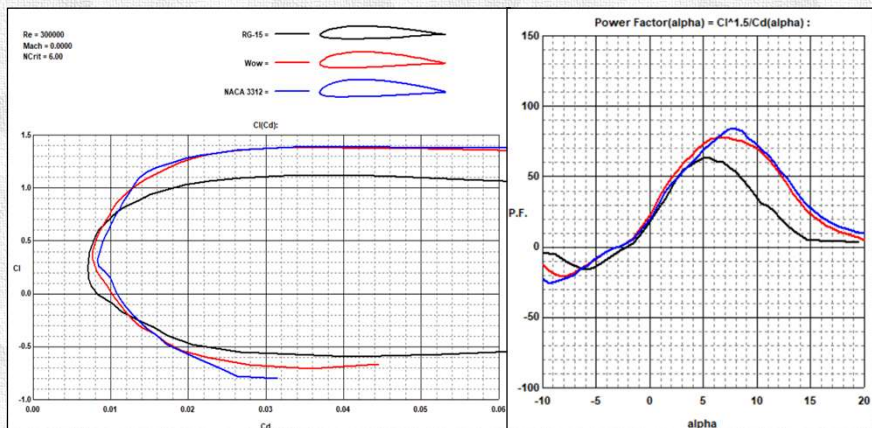 Re = 300000
Mach = 0.0000
NCrit = 6.00
RG-15 =
Wow =
NACA 3312 =
Cl(Cd):
1.5
1.0
0.5
Cl
0.0
-0.5
-1.0
0.00 0.01 0.02 0.03 0.04 0.05 0.06
Cd
Power Factor(alpha) = Cl^1.5/Cd(alpha) :
150
100
50
P.F.
0
-50
-100
-10 -5 0 5 10 15 20
alpha